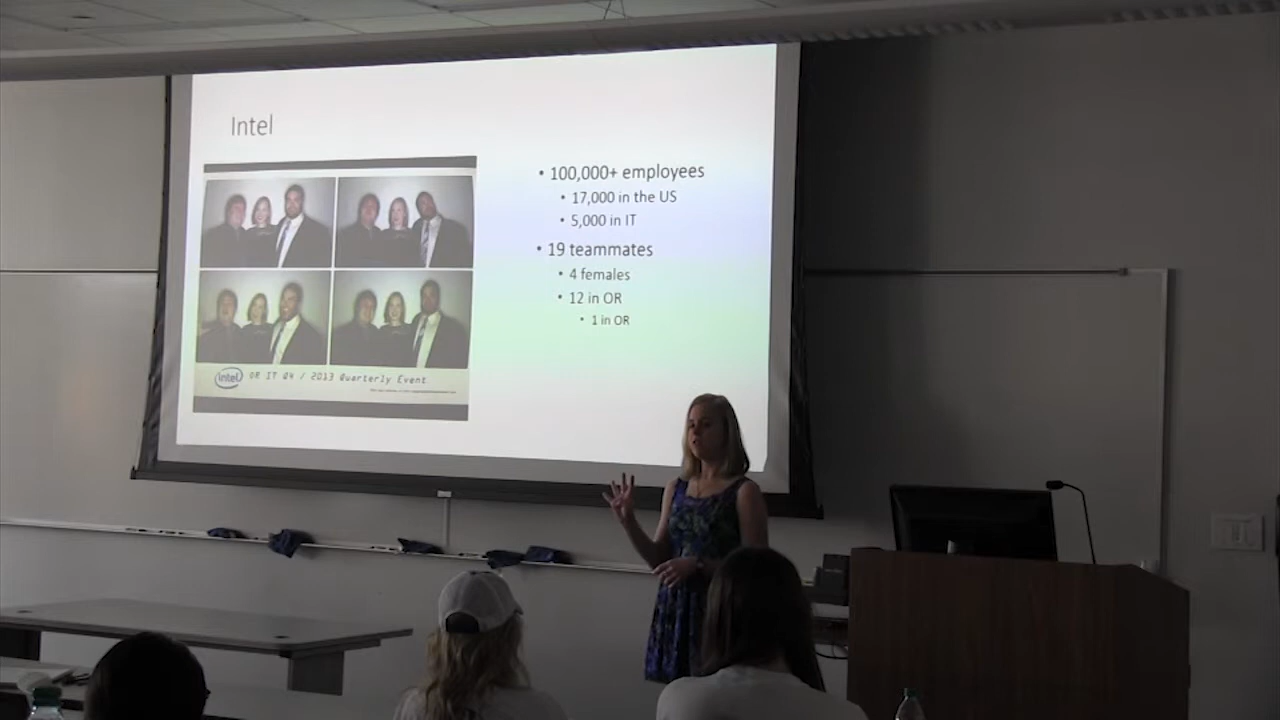 Intel
• 100,000+ employees
• 17,000 in the US
• 5,000 in IT
• 19 teammates
• 4 females
• 12 in OR
• 1 in OR
intel OR IT Q4 / 2013 Quarterly Event